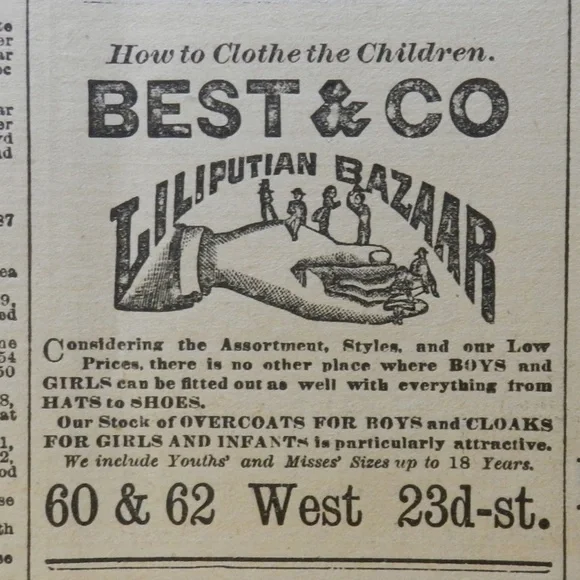 How to Clothe the Children.
BEST & CO
LILIPUTIAN BAZAAR
Considering the Assortment, Styles, and our Low
Prices, there is no other place where BOYS and
GIRLS can be fitted out as well with everything from
HATS to SHOES.
Our Stock of OVERCOATS FOR BOYS and CLOAKS
FOR GIRLS AND INFANTS is particularly attractive.
We include Youths' and Misses' Sizes up to 18 Years.
60 & 62 West 23d-st.